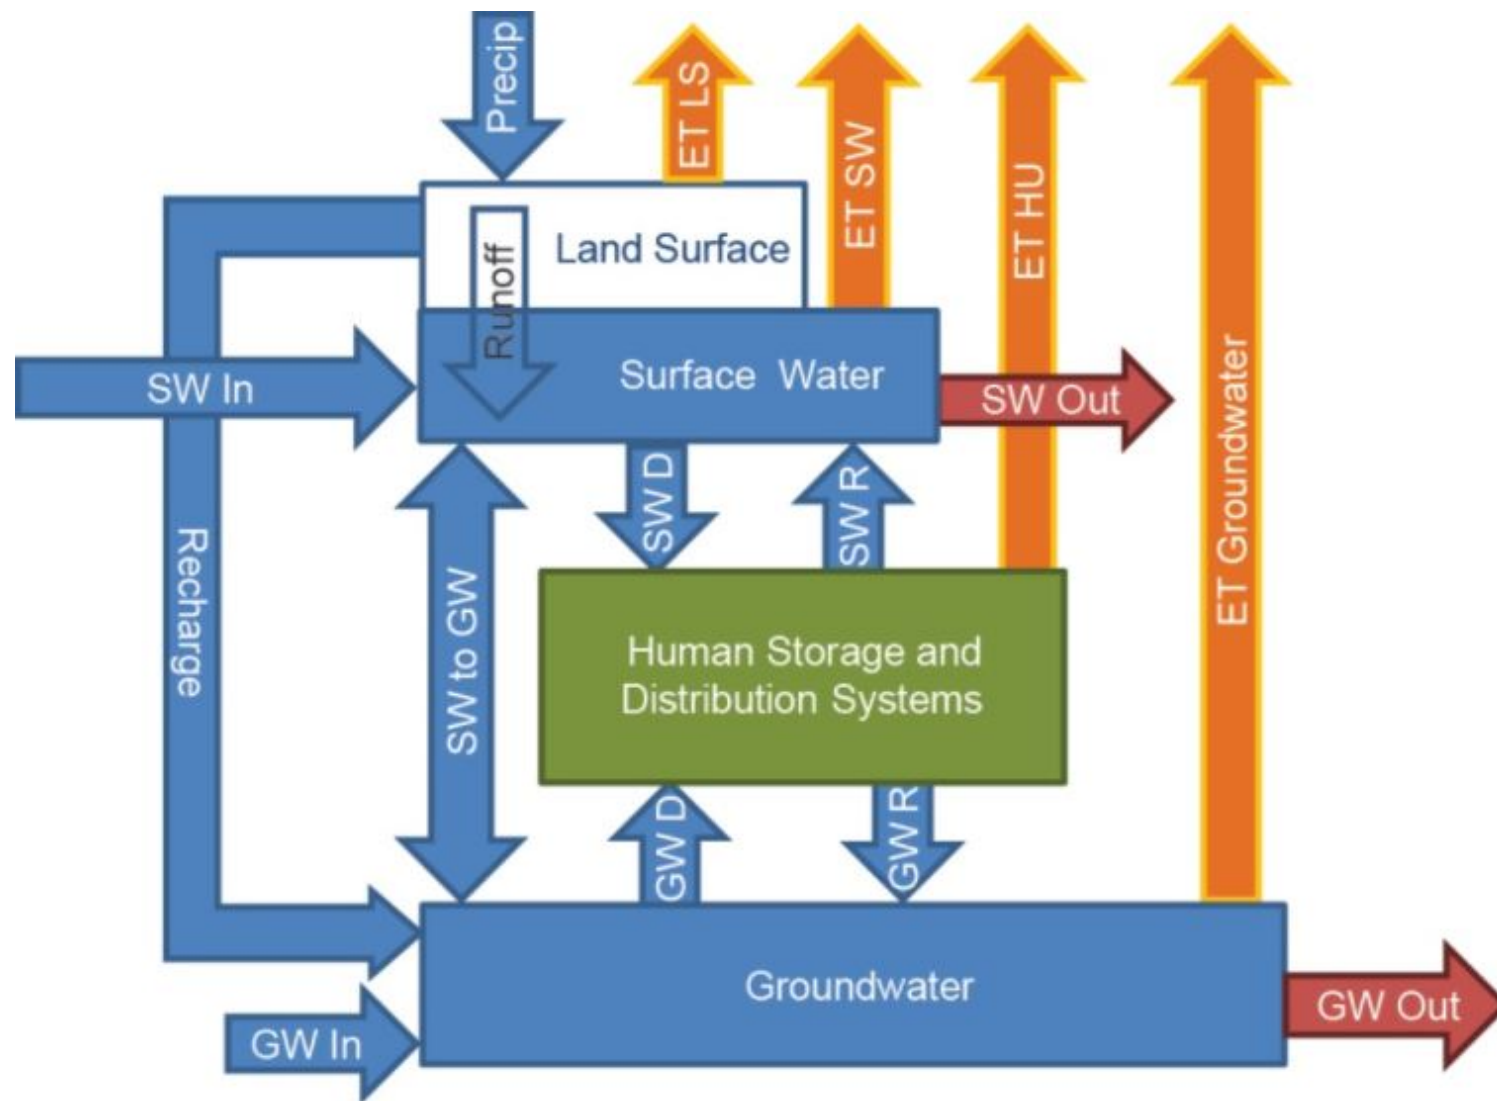 Precip
ET LS
ET SW
ET HU
Land Surface
Runoff
Surface Water
SW In
SW Out
ET Groundwater
SW D
SW R
Recharge
SW to GW
Human Storage and
Distribution Systems
GW D
GW R
Groundwater
GW In
GW Out